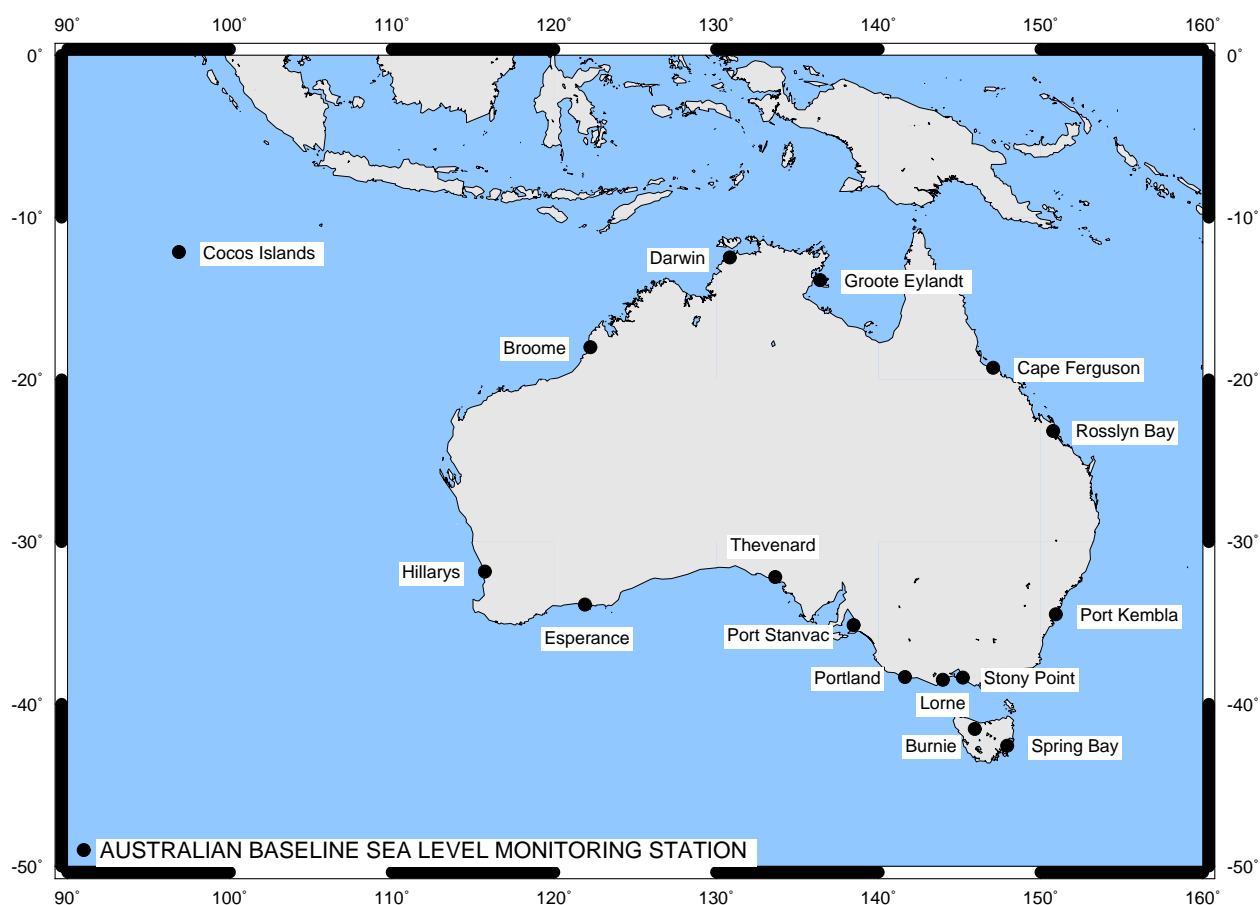 90˚ 100˚ 110˚ 120˚ 130˚ 140˚ 150˚ 160˚
0˚ 0˚
-10˚ -10˚
Cocos Islands
Darwin
Groote Eylandt
Broome
Cape Ferguson
-20˚ -20˚
Rosslyn Bay
-30˚ -30˚
Thevenard
Hillarys
Port Kembla
Esperance
Port Stanvac
Portland
Stony Point
Lorne
-40˚ -40˚
Burnie
Spring Bay
AUSTRALIAN BASELINE SEA LEVEL MONITORING STATION
-50˚ -50˚
90˚ 100˚ 110˚ 120˚ 130˚ 140˚ 150˚ 160˚